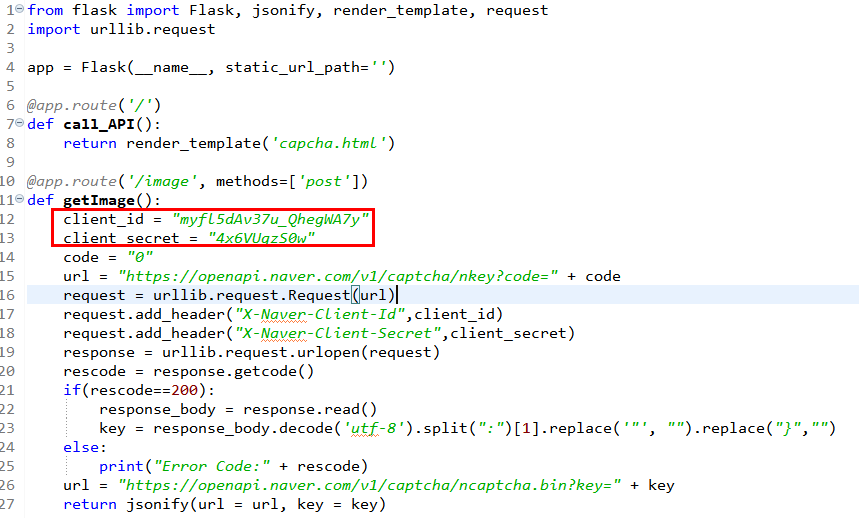 1 from flask import Flask, jsonify, render_template, request
2 import urllib.request
3
4 app = Flask(__name__, static_url_path='')
5
6 @app.route('/')
7 def call_API():
8     return render_template('capcha.html')
9
10 @app.route('/image', methods=['post'])
11 def getImage():
12     client_id = "myfl5dAv37u_QhegWA7y"
13     client_secret = "4x6VUgzS0w"
14     code = "0"
15     url = "https://openapi.naver.com/v1/captcha/nkey?code=" + code
16     request = urllib.request.Request(url)
17     request.add_header("X-Naver-Client-Id",client_id)
18     request.add_header("X-Naver-Client-Secret",client_secret)
19     response = urllib.request.urlopen(request)
20     rescode = response.getcode()
21     if(rescode==200):
22         response_body = response.read()
23         key = response_body.decode('utf-8').split(":")[1].replace('"', "").replace("}","")
24     else:
25         print("Error Code:" + rescode)
26     url = "https://openapi.naver.com/v1/captcha/ncaptcha.bin?key=" + key
27     return jsonify(url = url, key = key)